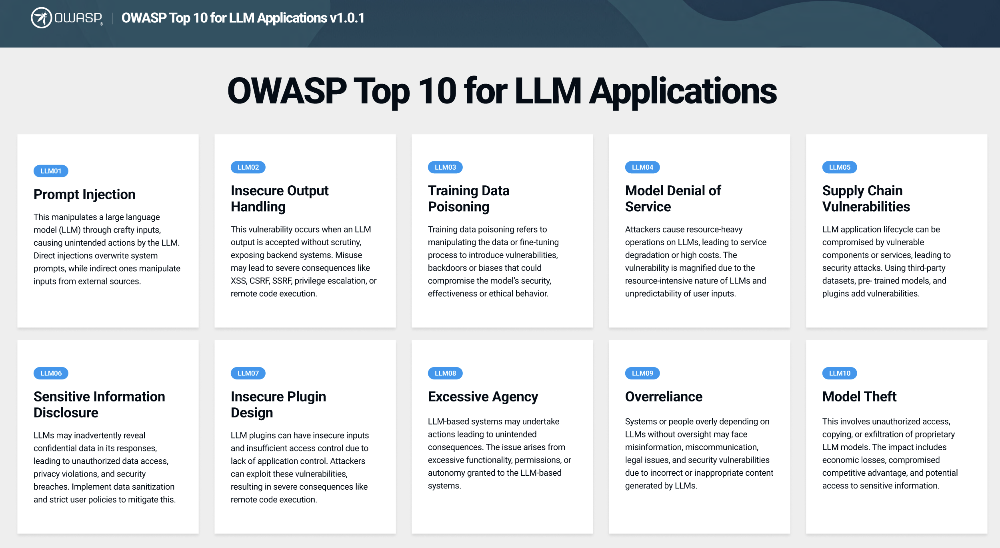 OWASP®
OWASP Top 10 for LLM Applications v1.0.1
OWASP Top 10 for LLM Applications
LLM01
Prompt Injection
This manipulates a large language
model (LLM) through crafty inputs,
causing unintended actions by the LLM.
Direct injections overwrite system
prompts, while indirect ones manipulate
inputs from external sources.
LLM02
Insecure Output
Handling
This vulnerability occurs when an LLM
output is accepted without scrutiny,
exposing backend systems. Misuse
may lead to severe consequences like
XSS, CSRF, SSRF, privilege escalation, or
remote code execution.
LLM03
Training Data
Poisoning
Training data poisoning refers to
manipulating the data or fine-tuning
process to introduce vulnerabilities,
backdoors or biases that could
compromise the model’s security,
effectiveness or ethical behavior.
LLM04
Model Denial of
Service
Attackers cause resource-heavy
operations on LLMs, leading to service
degradation or high costs. The
vulnerability is magnified due to the
resource-intensive nature of LLMs and
unpredictability of user inputs.
LLM05
Supply Chain
Vulnerabilities
LLM application lifecycle can be
compromised by vulnerable
components or services, leading to
security attacks. Using third-party
datasets, pre- trained models, and
plugins add vulnerabilities.
LLM06
Sensitive Information
Disclosure
LLMs may inadvertently reveal
confidential data in its responses,
leading to unauthorized data access,
privacy violations, and security
breaches. Implement data sanitization
and strict user policies to mitigate this.
LLM07
Insecure Plugin
Design
LLM plugins can have insecure inputs
and insufficient access control due to
lack of application control. Attackers
can exploit these vulnerabilities,
resulting in severe consequences like
remote code execution.
LLM08
Excessive Agency
LLM-based systems may undertake
actions leading to unintended
consequences. The issue arises from
excessive functionality, permissions, or
autonomy granted to the LLM-based
systems.
LLM09
Overreliance
Systems or people overly depending on
LLMs without oversight may face
misinformation, miscommunication,
legal issues, and security vulnerabilities
due to incorrect or inappropriate content
generated by LLMs.
LLM10
Model Theft
This involves unauthorized access,
copying, or exfiltration of proprietary
LLM models. The impact includes
economic losses, compromised
competitive advantage, and potential
access to sensitive information.